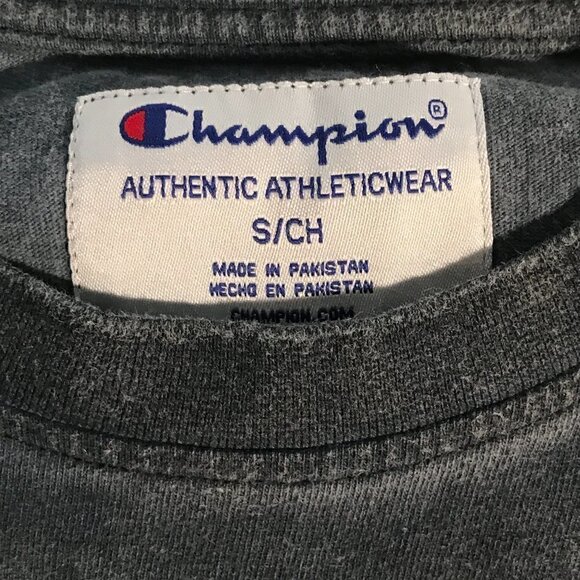 Champion®
AUTHENTIC ATHLETICWEAR
S/CH
MADE IN PAKISTAN
HECHO EN PAKISTAN
CHAMPION.COM